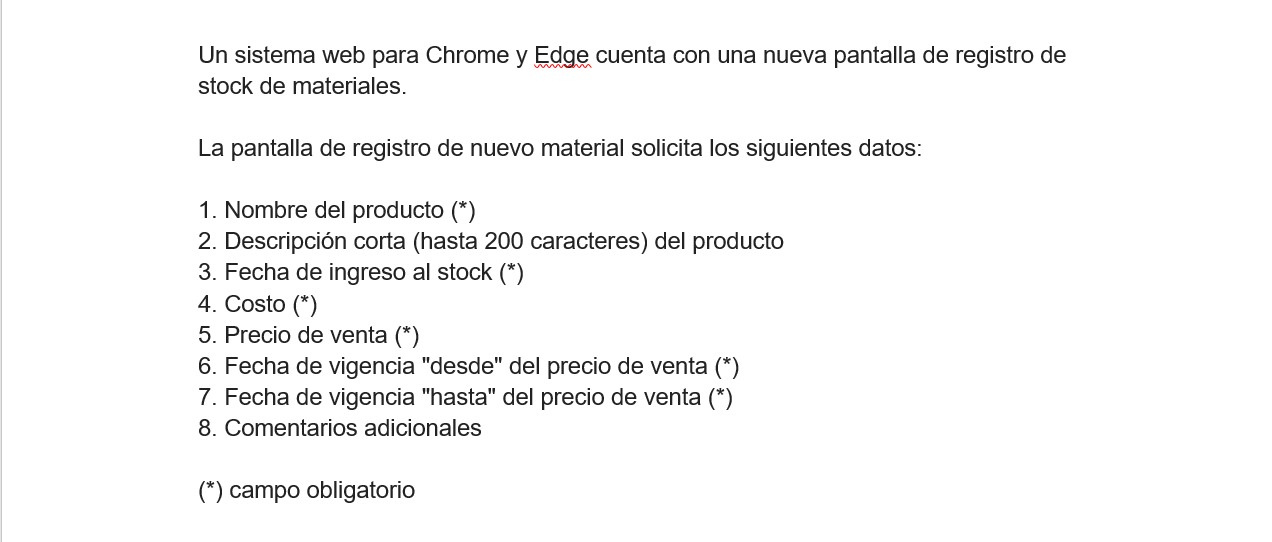 Un sistema web para Chrome y Edge cuenta con una nueva pantalla de registro de
stock de materiales.
La pantalla de registro de nuevo material solicita los siguientes datos:
1. Nombre del producto (*)
2. Descripción corta (hasta 200 caracteres) del producto
3. Fecha de ingreso al stock (*)
4. Costo (*)
5. Precio de venta (*)
6. Fecha de vigencia "desde" del precio de venta (*)
7. Fecha de vigencia "hasta" del precio de venta (*)
8. Comentarios adicionales
(*) campo obligatorio